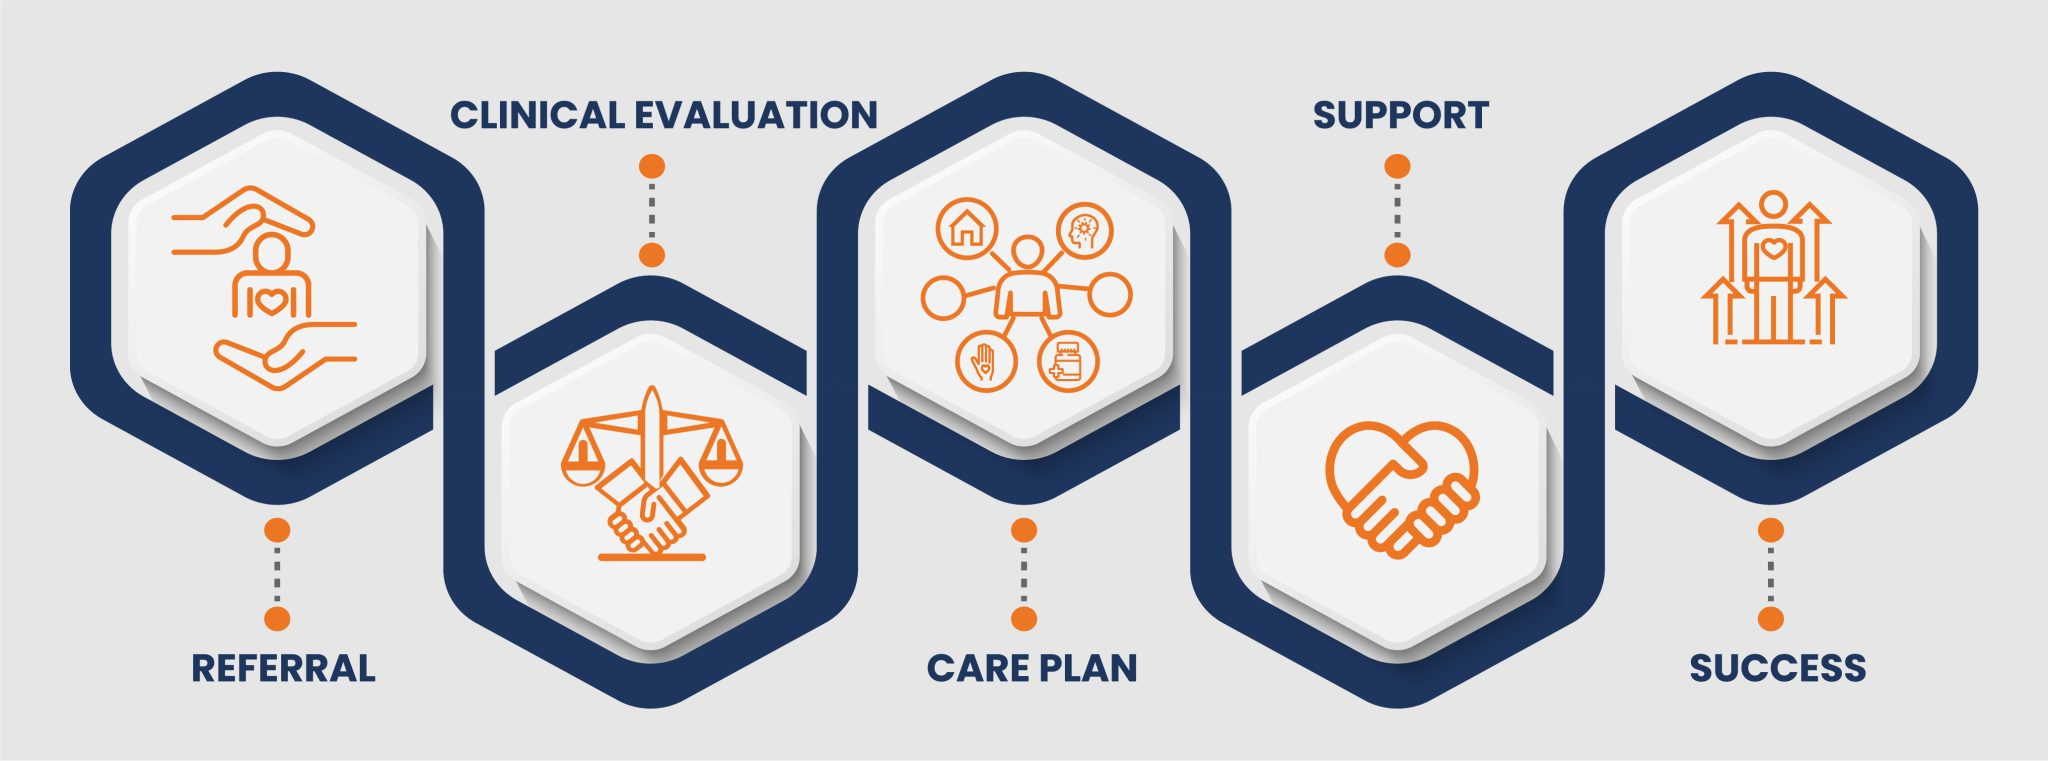 REFERRAL
CLINICAL EVALUATION
CARE PLAN
SUPPORT
SUCCESS